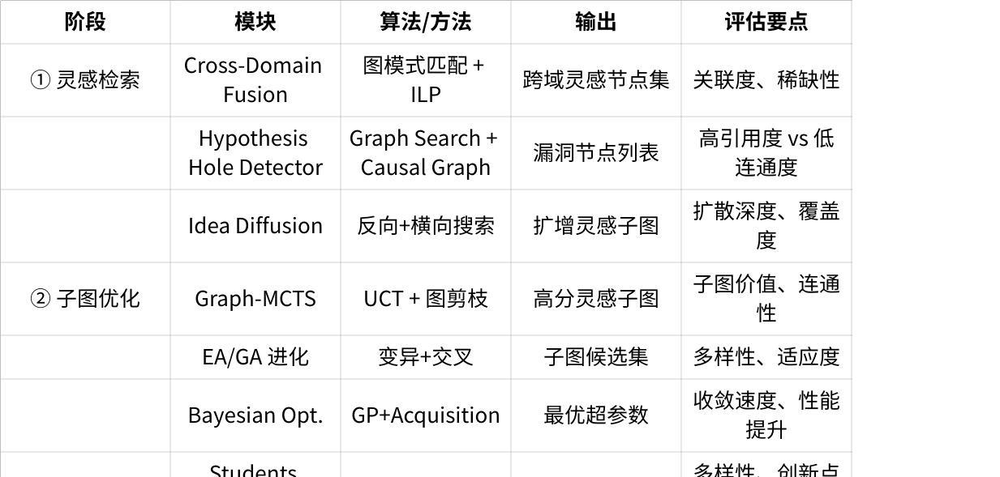 阶段 模块 算法/方法 输出 评估要点
① 灵感检索 Cross-Domain Fusion 图模式匹配 + ILP 跨域灵感节点集 关联度、稀缺性
Hypothesis Hole Detector Graph Search + Causal Graph 漏洞节点列表 高引用度 vs 低连通度
Idea Diffusion 反向+横向搜索 扩增灵感子图 扩散深度、覆盖度
② 子图优化 Graph-MCTS UCT + 图剪枝 高分灵感子图 子图价值、连通性
EA/GA 进化 变异+交叉 子图候选集 多样性、适应度
Bayesian Opt. GP+Acquisition 最优超参数 收敛速度、性能提升
Students 多样性、创新点